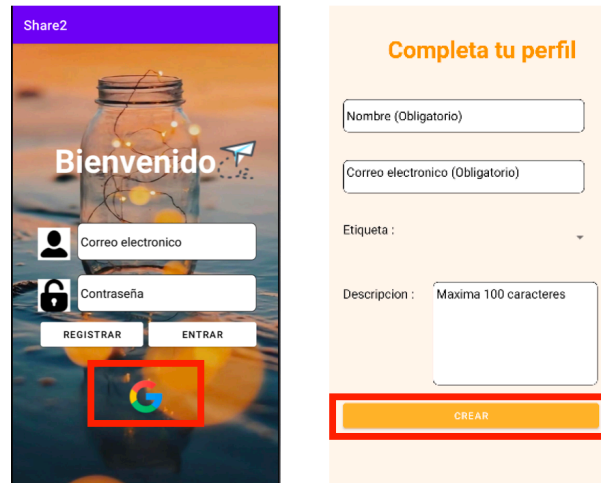 Share2
Bienvenido
Correo electronico
Contraseña
REGISTRAR
ENTRAR
G
Completa tu perfil
Nombre (Obligatorio)
Correo electronico (Obligatorio)
Etiqueta :
Descripcion :
Maxima 100 caracteres
CREAR